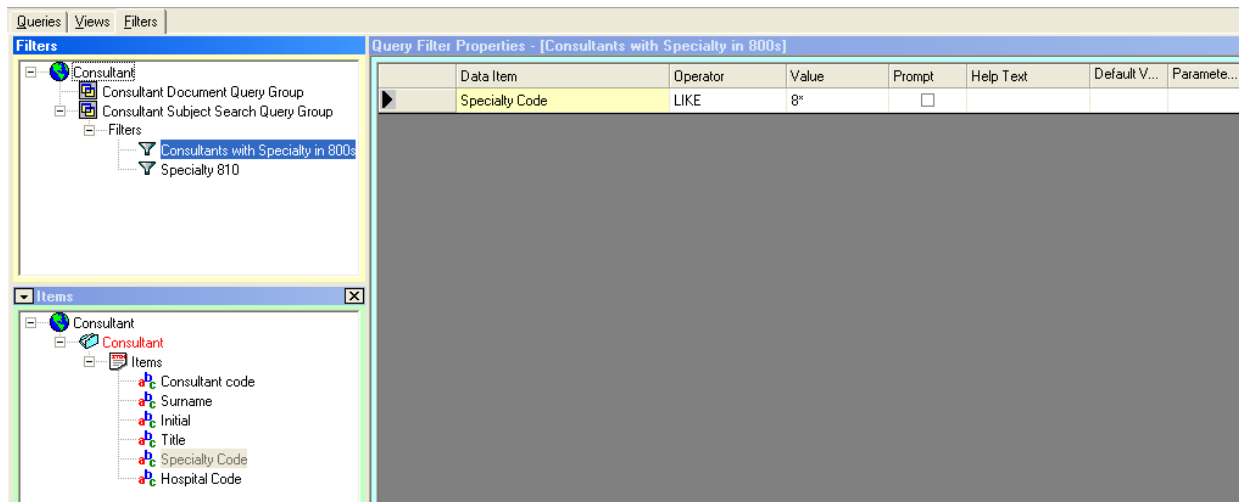 Queries Views Filters
Filters
Consultant
Consultant Document Query Group
Consultant Subject Search Query Group
Filters
Consultants with Specialty in 800s
Specialty 810
Items
Consultant
Consultant
Items
Consultant code
Surname
Initial
Title
Specialty Code
Hospital Code
Query Filter Properties - [Consultants with Specialty in 800s]
Data Item Operator Value Prompt Help Text Default V... Paramete...
Specialty Code LIKE 8*